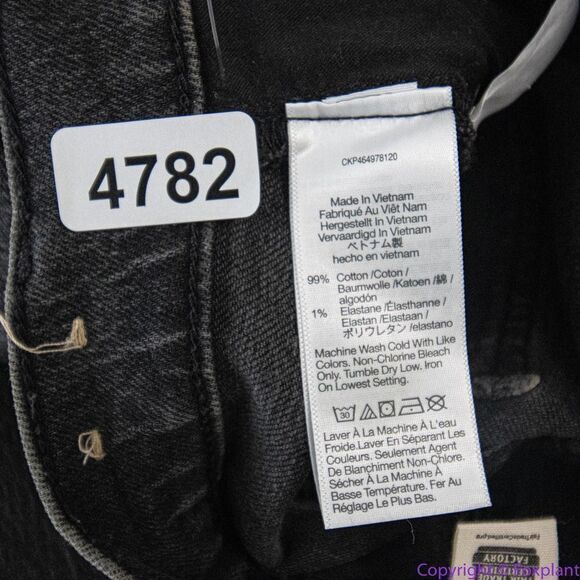 4782
CKP464978120
Made In Vietnam
Fabriqué Au Viêt Nam
Hergestellt In Vietnam
Vervaardigd In Vietnam
ベトナム製
hecho en vietnam
99% Cotton /Coton /
Baumwolle /Katoen /綿 /
algodón
1% Elastane /Élasthanne /
Elastan /Elastaan /
ポリウレタン /elastano
Machine Wash Cold With Like
Colors. Non-Chlorine Bleach
Only. Tumble Dry Low. Iron
On Lowest Setting.
30
Laver À La Machine À L'eau
Froide.Laver En Séparant Les
Couleurs. Seulement Agent
De Blanchiment Non-Chlore.
Sécher À La Machine À
Basse Température. Fer Au
Réglage Le Plus Bas.
FairTradeCertified.org
FACTORY